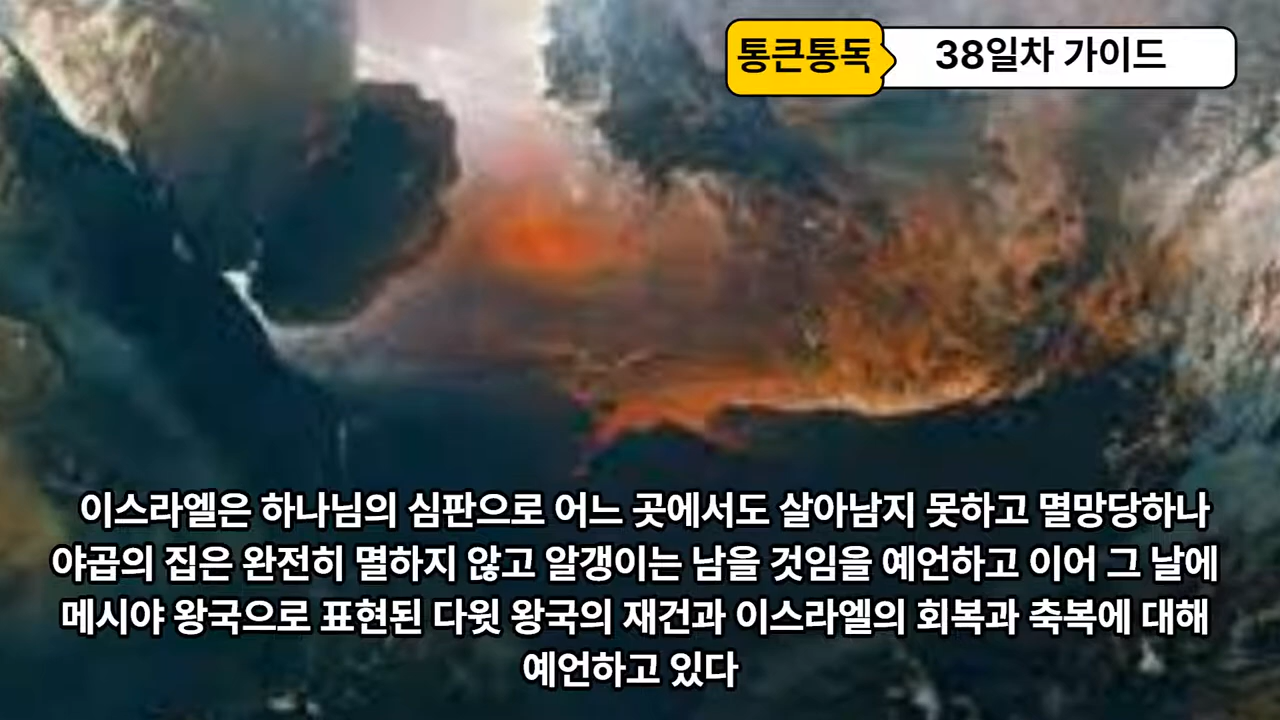 통큰통독 38일차 가이드
이스라엘은 하나님의 심판으로 어느 곳에서도 살아남지 못하고 멸망당하나
야곱의 집은 완전히 멸하지 않고 알갱이는 남을 것임을 예언하고 이어 그 날에
메시야 왕국으로 표현된 다윗 왕국의 재건과 이스라엘의 회복과 축복에 대해
예언하고 있다